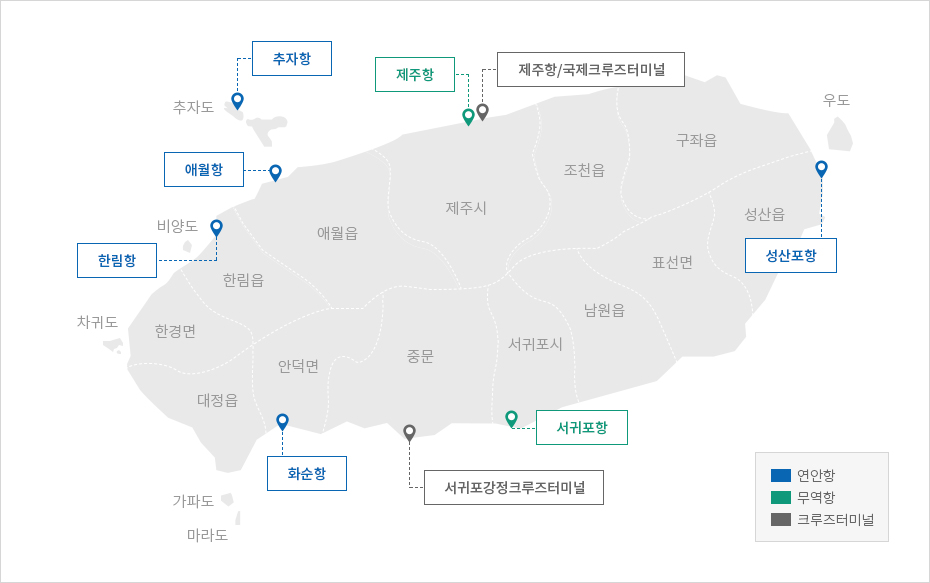 추자항
제주항
제주항/국제크루즈터미널
추자도
우도
구좌읍
조천읍
애월항
제주시
성산읍
비양도
애월읍
성산포항
한림항
표선면
한림읍
남원읍
차귀도
한경면
서귀포시
중문
안덕면
대정읍
서귀포항
화순항
서귀포강정크루즈터미널
가파도
마라도
연안항
무역항
크루즈터미널